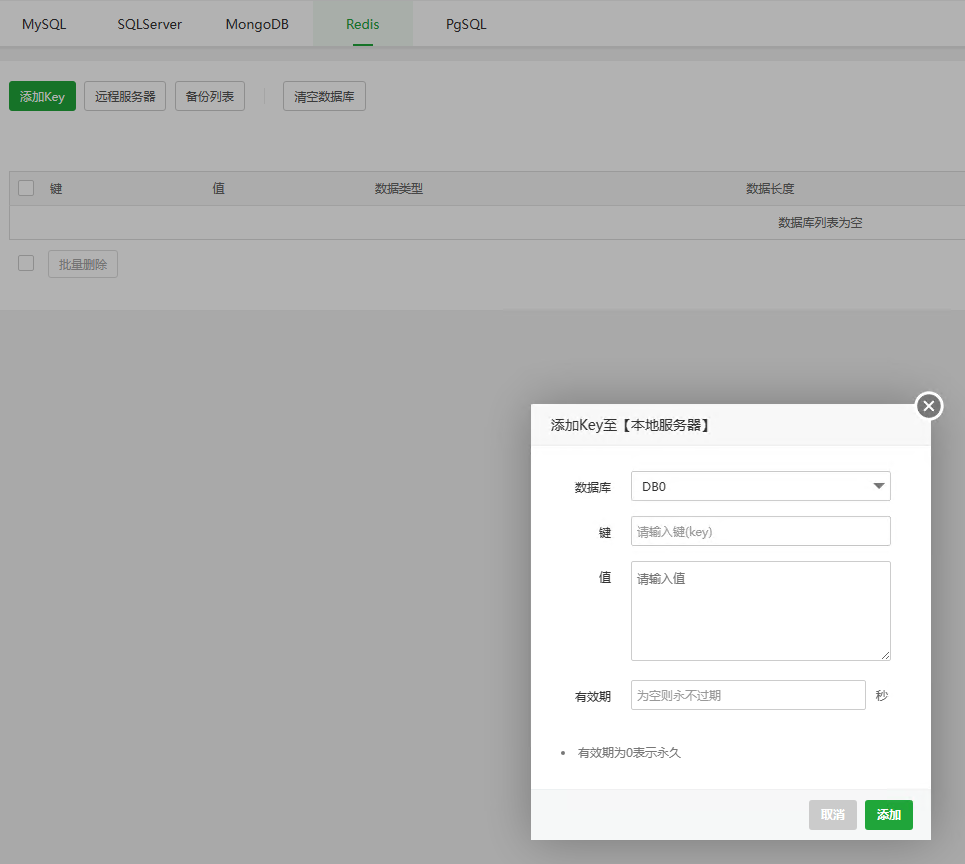 MySQL SQLServer MongoDB Redis PgSQL
添加Key 远程服务器 备份列表 清空数据库
键 值 数据类型 数据长度
数据库列表为空
批量删除
添加Key至【本地服务器】
数据库 DB0
键 请输入键(key)
值 请输入值
有效期 为空则永不过期 秒
有效期为0表示永久
取消 添加